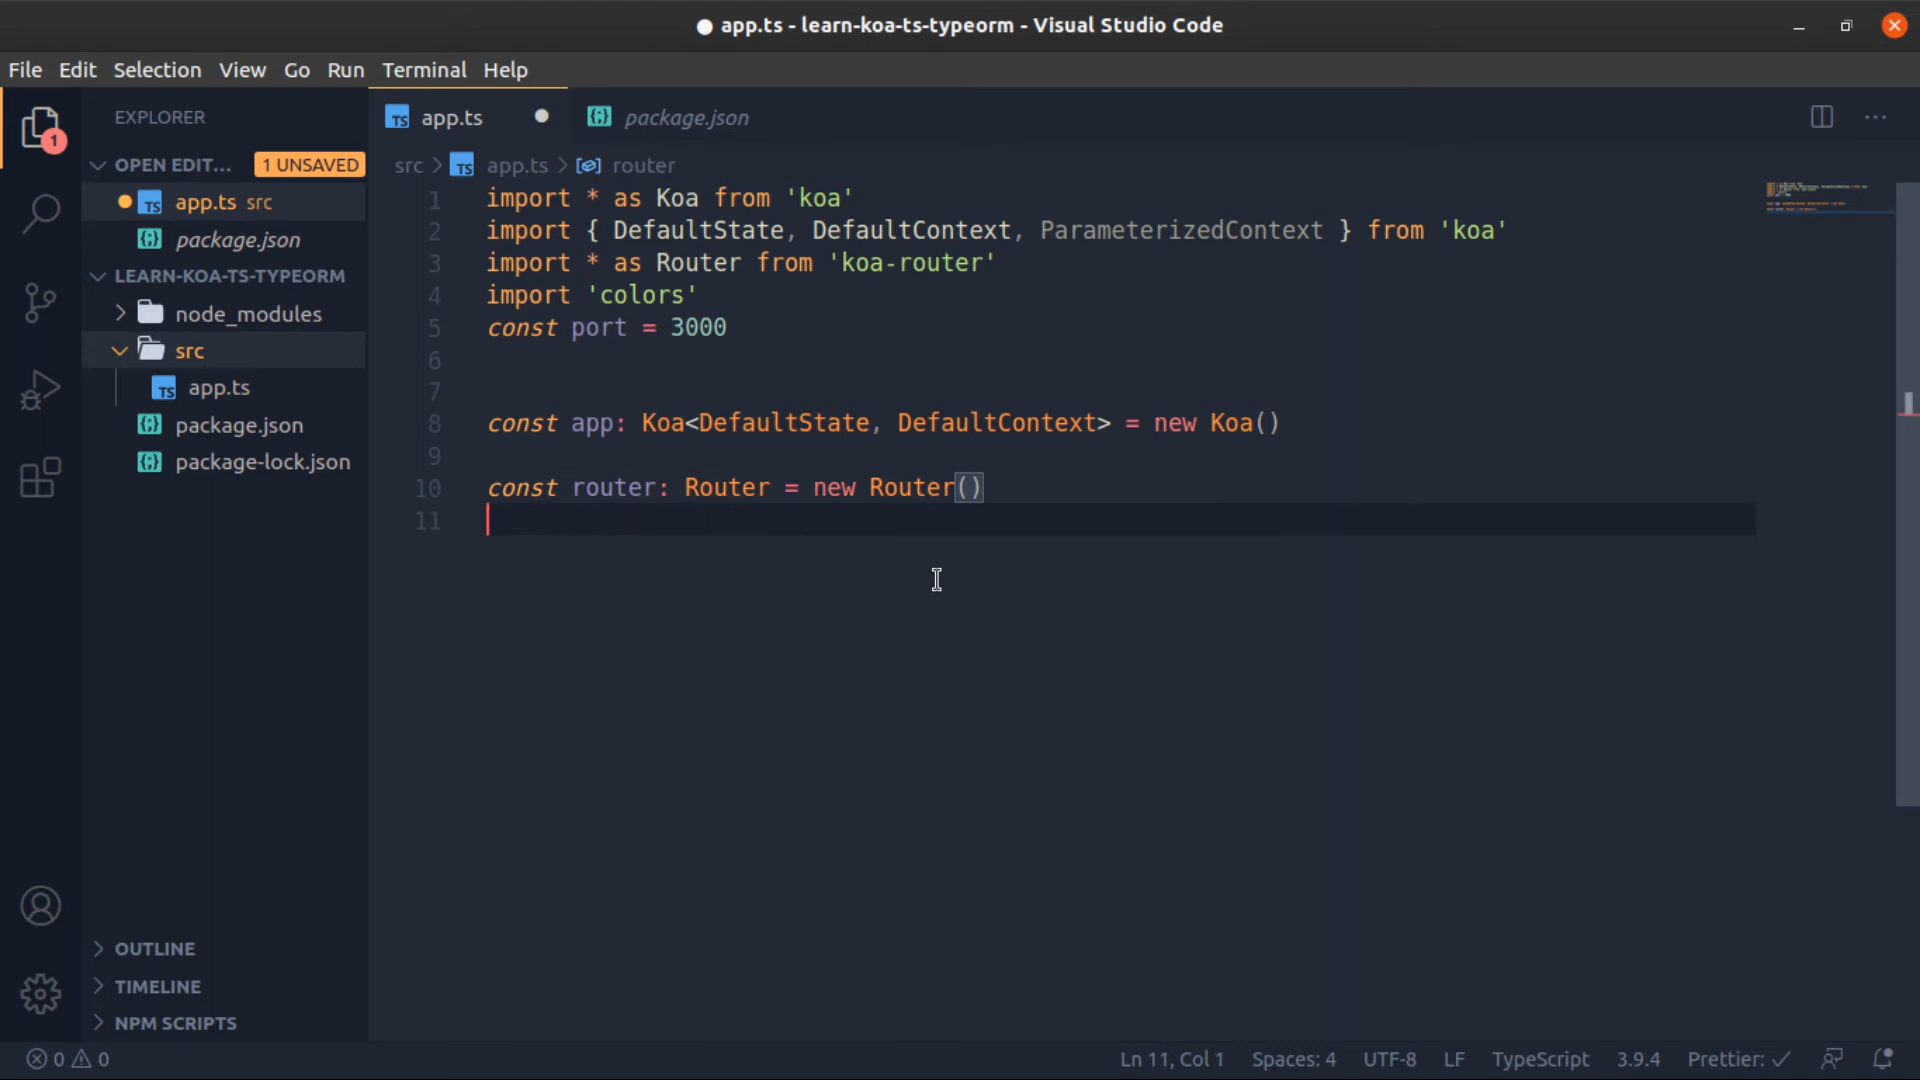 app.ts - learn-koa-ts-typeorm - Visual Studio Code
File Edit Selection View Go Run Terminal Help
EXPLORER
1
OPEN EDIT... 1 UNSAVED
TS app.ts src
package.json
LEARN-KOA-TS-TYPEORM
node_modules
src
TS app.ts
package.json
package-lock.json
OUTLINE
TIMELINE
NPM SCRIPTS
TS app.ts
package.json
src > TS app.ts > router
1 import * as Koa from 'koa'
2 import { DefaultState, DefaultContext, ParameterizedContext } from 'koa'
3 import * as Router from 'koa-router'
4 import 'colors'
5 const port = 3000
6
7
8 const app: Koa<DefaultState, DefaultContext> = new Koa()
9
10 const router: Router = new Router()
11
0 0 Ln 11, Col 1 Spaces: 4 UTF-8 LF TypeScript 3.9.4 Prettier: ✓